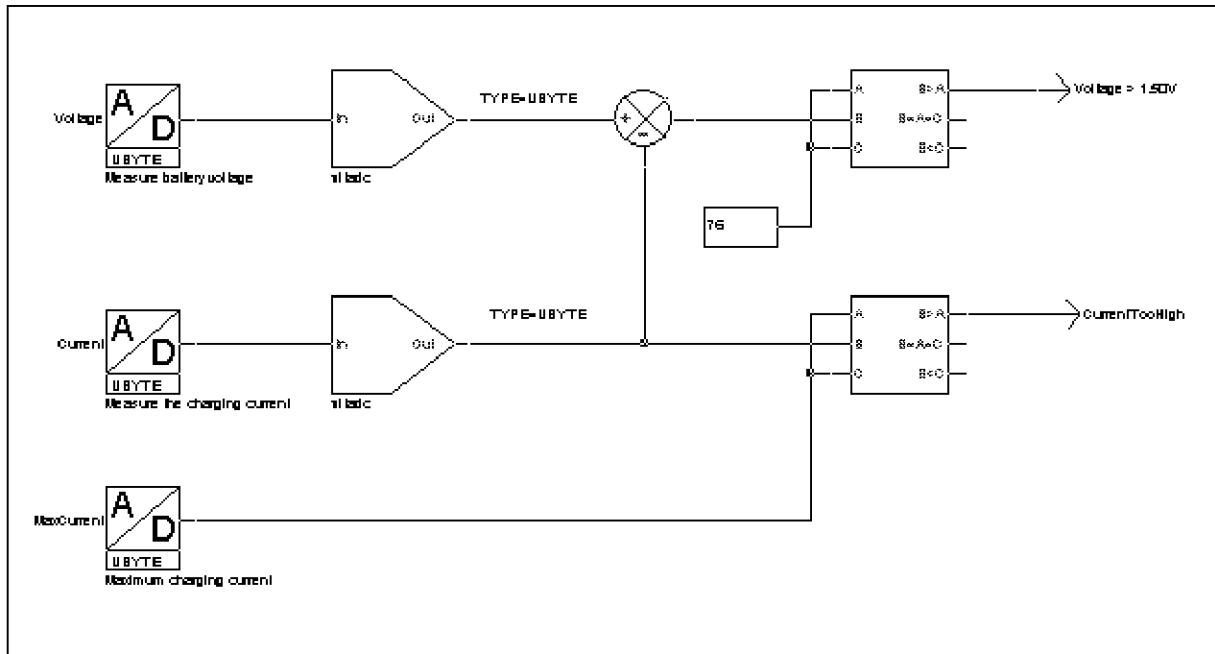 A
D
Voltage
UBYTE
Measure battery voltage
In
Out
TYPE=UBYTE
+
-
A
B
C
B>A
B=A=C
B<C
Voltage > 1.50V
76
A
D
Current
UBYTE
Measure the charging current
In
Out
TYPE=UBYTE
A
B
C
B>A
B=A=C
B<C
CurrentTooHigh
A
D
MaxCurrent
UBYTE
Maximum charging current